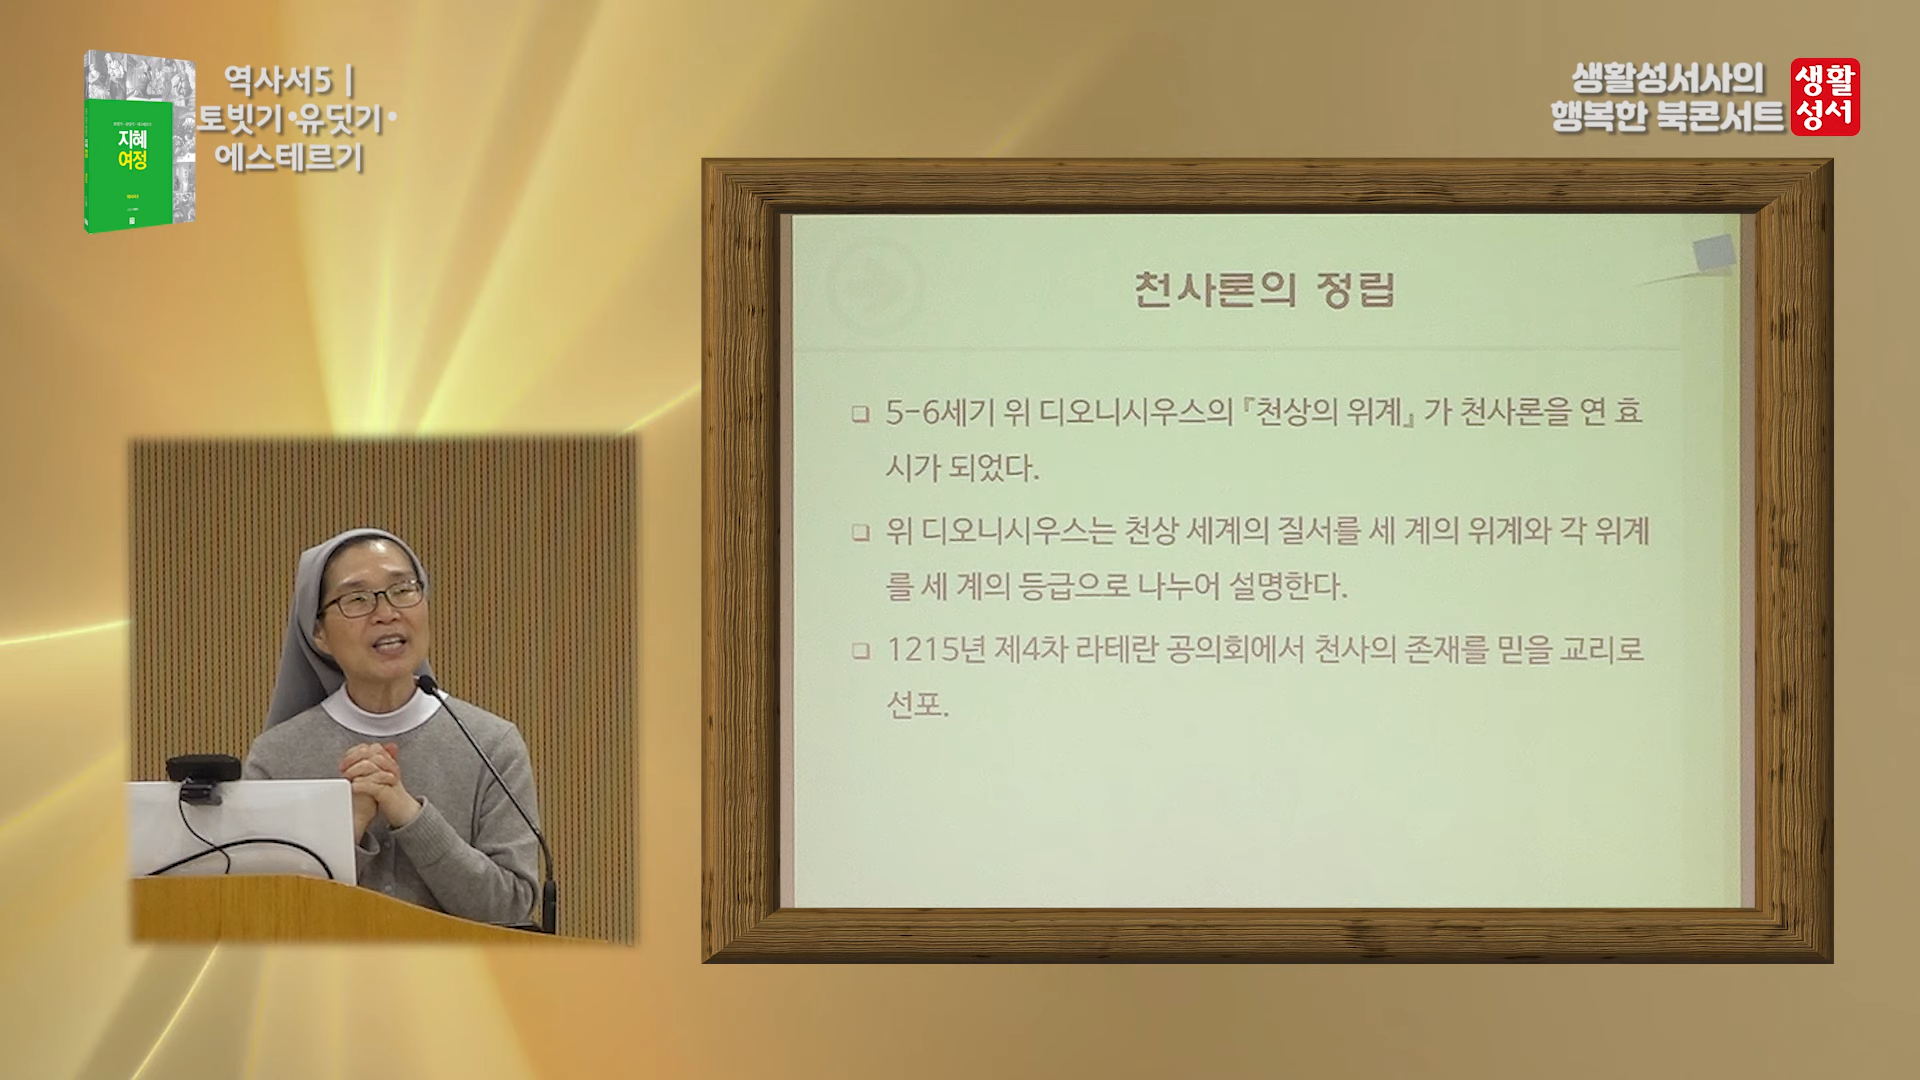 역사서5 |
토빗기•유딧기•
에스테르기
지혜
여정
생활성서사의
행복한 북콘서트
생활
성서
천사론의 정립
❑ 5-6세기 위 디오니시우스의 『천상의 위계』 가 천사론을 연 효
시가 되었다.
❑ 위 디오니시우스는 천상 세계의 질서를 세 계의 위계와 각 위계
를 세 계의 등급으로 나누어 설명한다.
❑ 1215년 제4차 라테란 공의회에서 천사의 존재를 믿을 교리로
선포.